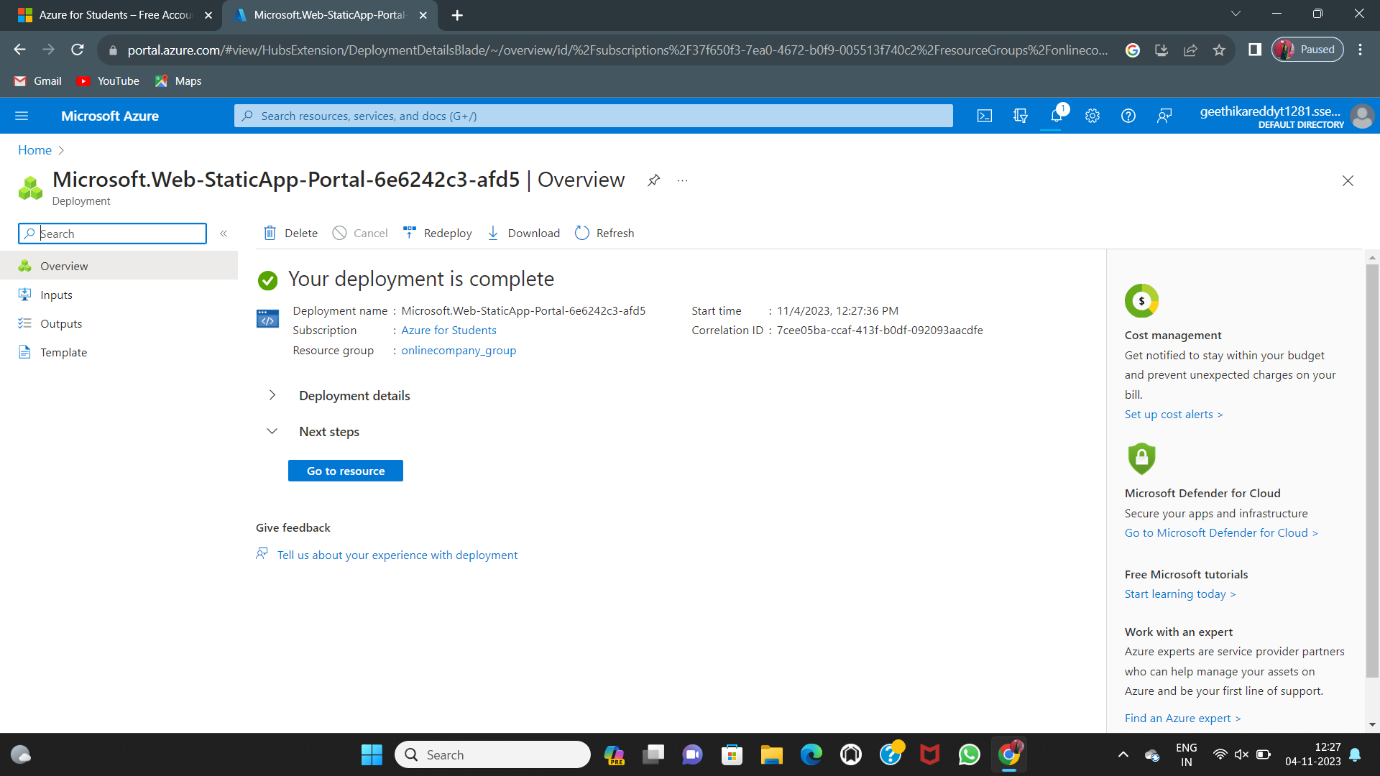 Azure for Students – Free Accou
Microsoft.Web-StaticApp-Portal-
portal.azure.com/#view/HubsExtension/DeploymentDetailsBlade/~/overview/id/%2Fsubscriptions%2F37f650f3-7ea0-4672-b0f9-005513f740c2%2FresourceGroups%2Fonlineco...
Paused
Gmail YouTube Maps
Microsoft Azure
Search resources, services, and docs (G+/)
1
geethikareddyt1281.sse...
DEFAULT DIRECTORY
Home >
Microsoft.Web-StaticApp-Portal-6e6242c3-afd5 | Overview
Deployment
Search
Overview
Inputs
Outputs
Template
Delete Cancel Redeploy Download Refresh
Your deployment is complete
Deployment name : Microsoft.Web-StaticApp-Portal-6e6242c3-afd5
Subscription : Azure for Students
Resource group : onlinecompany_group
Start time : 11/4/2023, 12:27:36 PM
Correlation ID : 7cee05ba-ccaf-413f-b0df-092093aacdfe
Deployment details
Next steps
Go to resource
Give feedback
Tell us about your experience with deployment
Cost management
Get notified to stay within your budget
and prevent unexpected charges on your
bill.
Set up cost alerts >
Microsoft Defender for Cloud
Secure your apps and infrastructure
Go to Microsoft Defender for Cloud >
Free Microsoft tutorials
Start learning today >
Work with an expert
Azure experts are service provider partners
who can help manage your assets on
Azure and be your first line of support.
Find an Azure expert >
Search
PRE
ENG
IN
12:27
04-11-2023